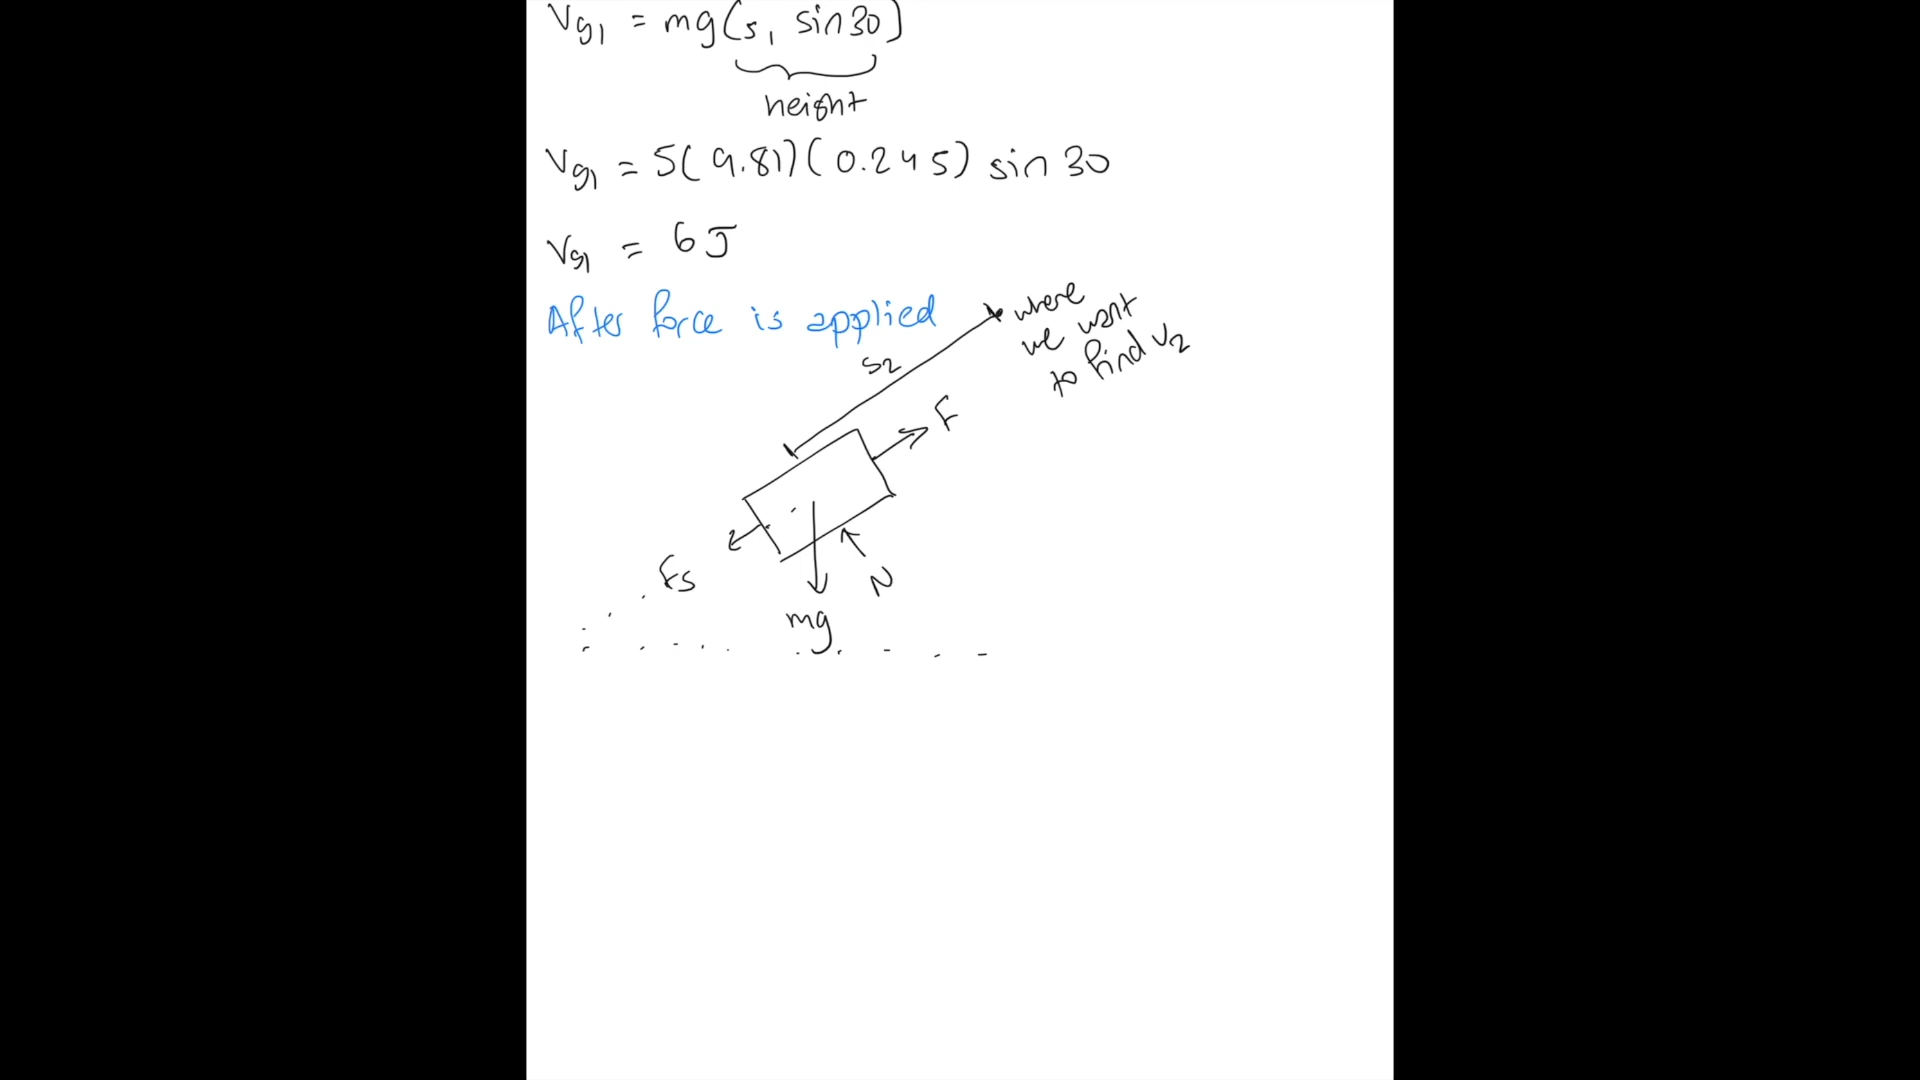 Vg1 = mg(s1 sin30)
height
Vg1 = 5(9.81)(0.245) sin 30
Vg1 = 6J
After force is applied
where
we want
to find v2
s2
F
Fs
N
mg